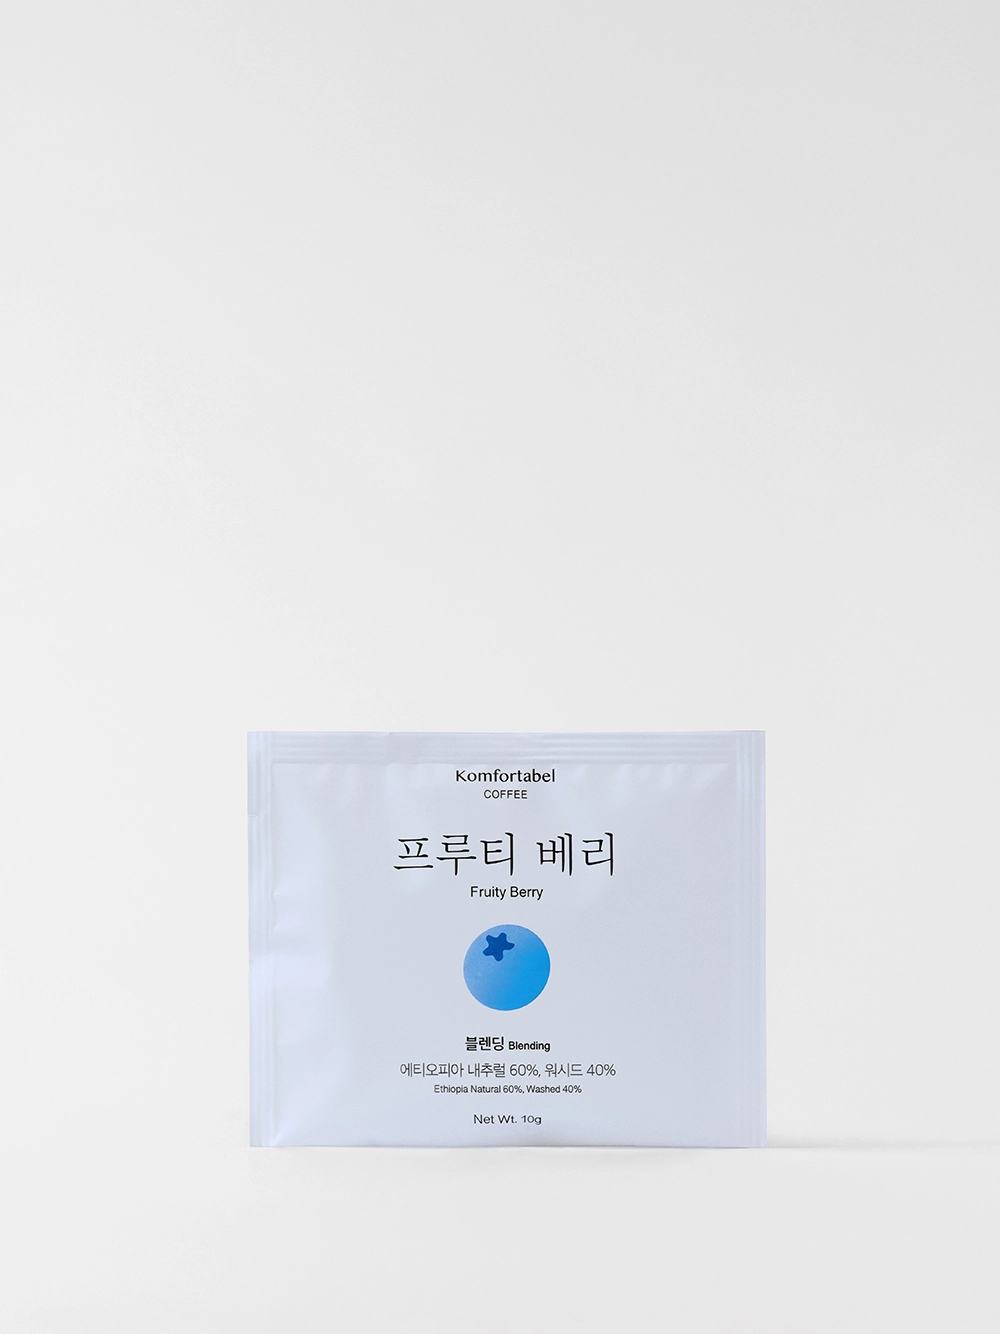 Komfortabel
COFFEE
프루티 베리
Fruity Berry
블렌딩 Blending
에티오피아 내추럴 60%, 워시드 40%
Ethiopia Natural 60%, Washed 40%
Net Wt. 10g